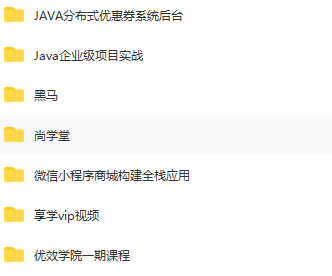 JAVA分布式优惠券系统后台
Java企业级项目实战
黑马
尚学堂
微信小程序商城构建全栈应用
享学vip视频
优效学院一期课程